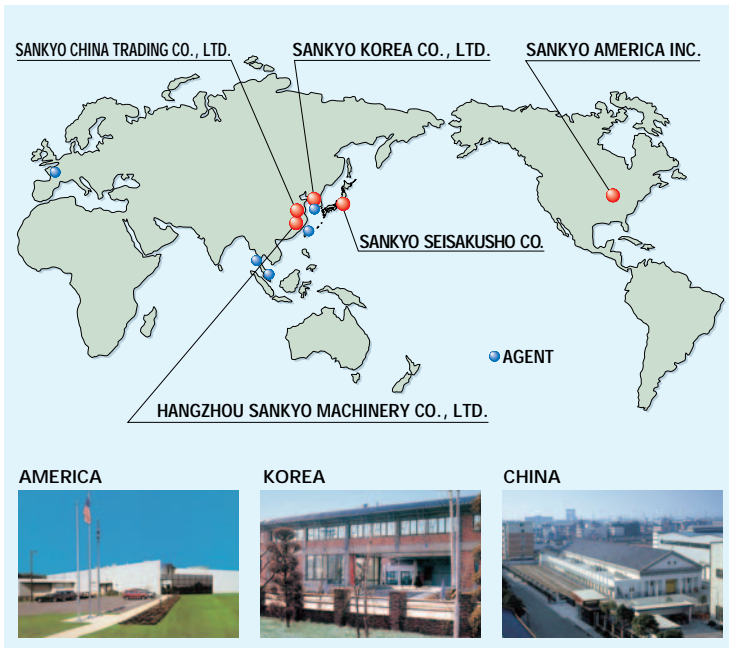 SANKYO CHINA TRADING CO., LTD.
SANKYO KOREA CO., LTD.
SANKYO AMERICA INC.
SANKYO SEISAKUSHO CO.
AGENT
HANGZHOU SANKYO MACHINERY CO., LTD.
AMERICA
KOREA
CHINA